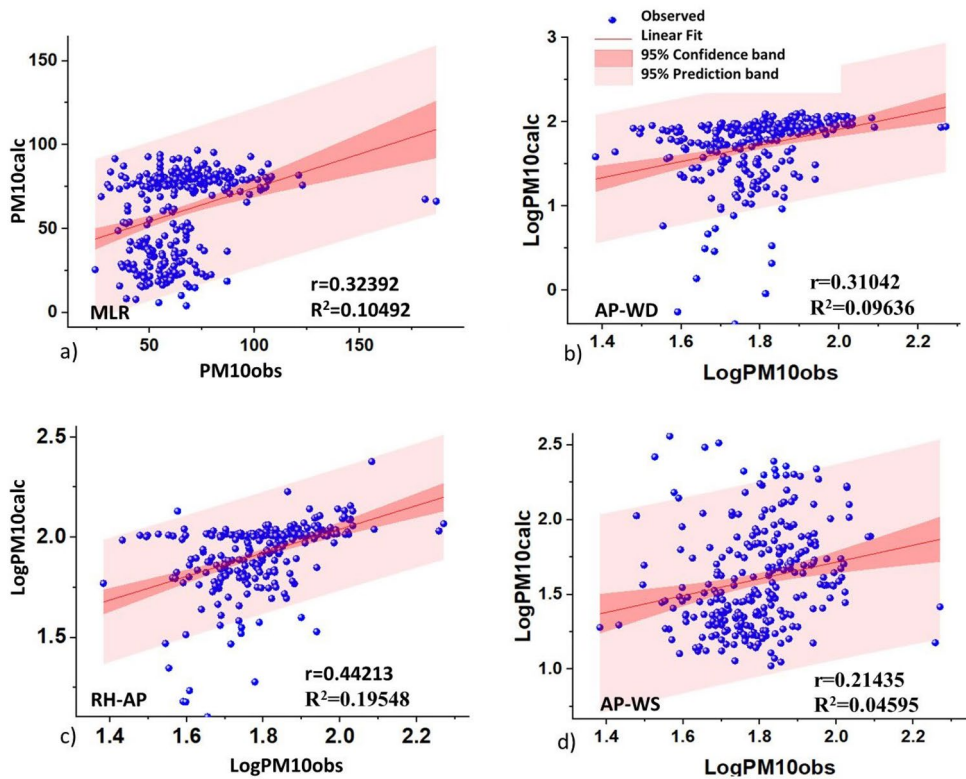 150
100
50
0
PM10calc
MLR
r=0.32392
R²=0.10492
50
100
150
a)
PM10obs
Observed
Linear Fit
95% Confidence band
95% Prediction band
3
2
1
0
LogPM10calc
AP-WD
r=0.31042
R²=0.09636
1.4
1.6
1.8
2.0
2.2
b)
LogPM10obs
2.5
2.0
1.5
LogPM10calc
RH-AP
r=0.44213
R²=0.19548
1.4
1.6
1.8
2.0
2.2
c)
LogPM10obs
2.5
2.0
1.5
1.0
LogPM10calc
AP-WS
r=0.21435
R²=0.04595
1.4
1.6
1.8
2.0
2.2
d)
LogPM10obs